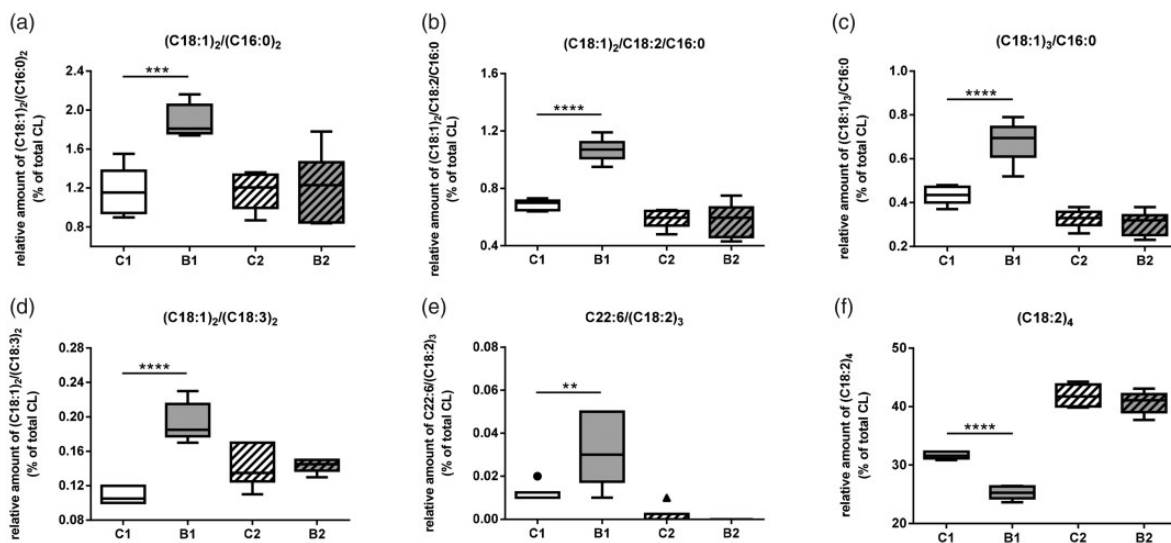 (a)
(C18:1)₂/(C16:0)₂
relative amount of (C18:1)₂/(C16:0)₂
(% of total CL)
2.4
2.0
1.6
1.2
0.8
***
C1 B1 C2 B2
(b)
(C18:1)₂/C18:2/C16:0
relative amount of (C18:1)₂/C18:2/C16:0
(% of total CL)
1.6
1.2
0.8
0.4
****
C1 B1 C2 B2
(c)
(C18:1)₃/C16:0
relative amount of (C18:1)₃/C16:0
(% of total CL)
1.0
0.8
0.6
0.4
0.2
****
C1 B1 C2 B2
(d)
(C18:1)₂/(C18:3)₂
relative amount of (C18:1)₂/(C18:3)₂
(% of total CL)
0.28
0.24
0.20
0.16
0.12
0.08
****
C1 B1 C2 B2
(e)
C22:6/(C18:2)₃
relative amount of C22:6/(C18:2)₃
(% of total CL)
0.08
0.06
0.04
0.02
0.00
**
C1 B1 C2 B2
(f)
(C18:2)₄
relative amount of (C18:2)₄
(% of total CL)
50
40
30
20
****
C1 B1 C2 B2